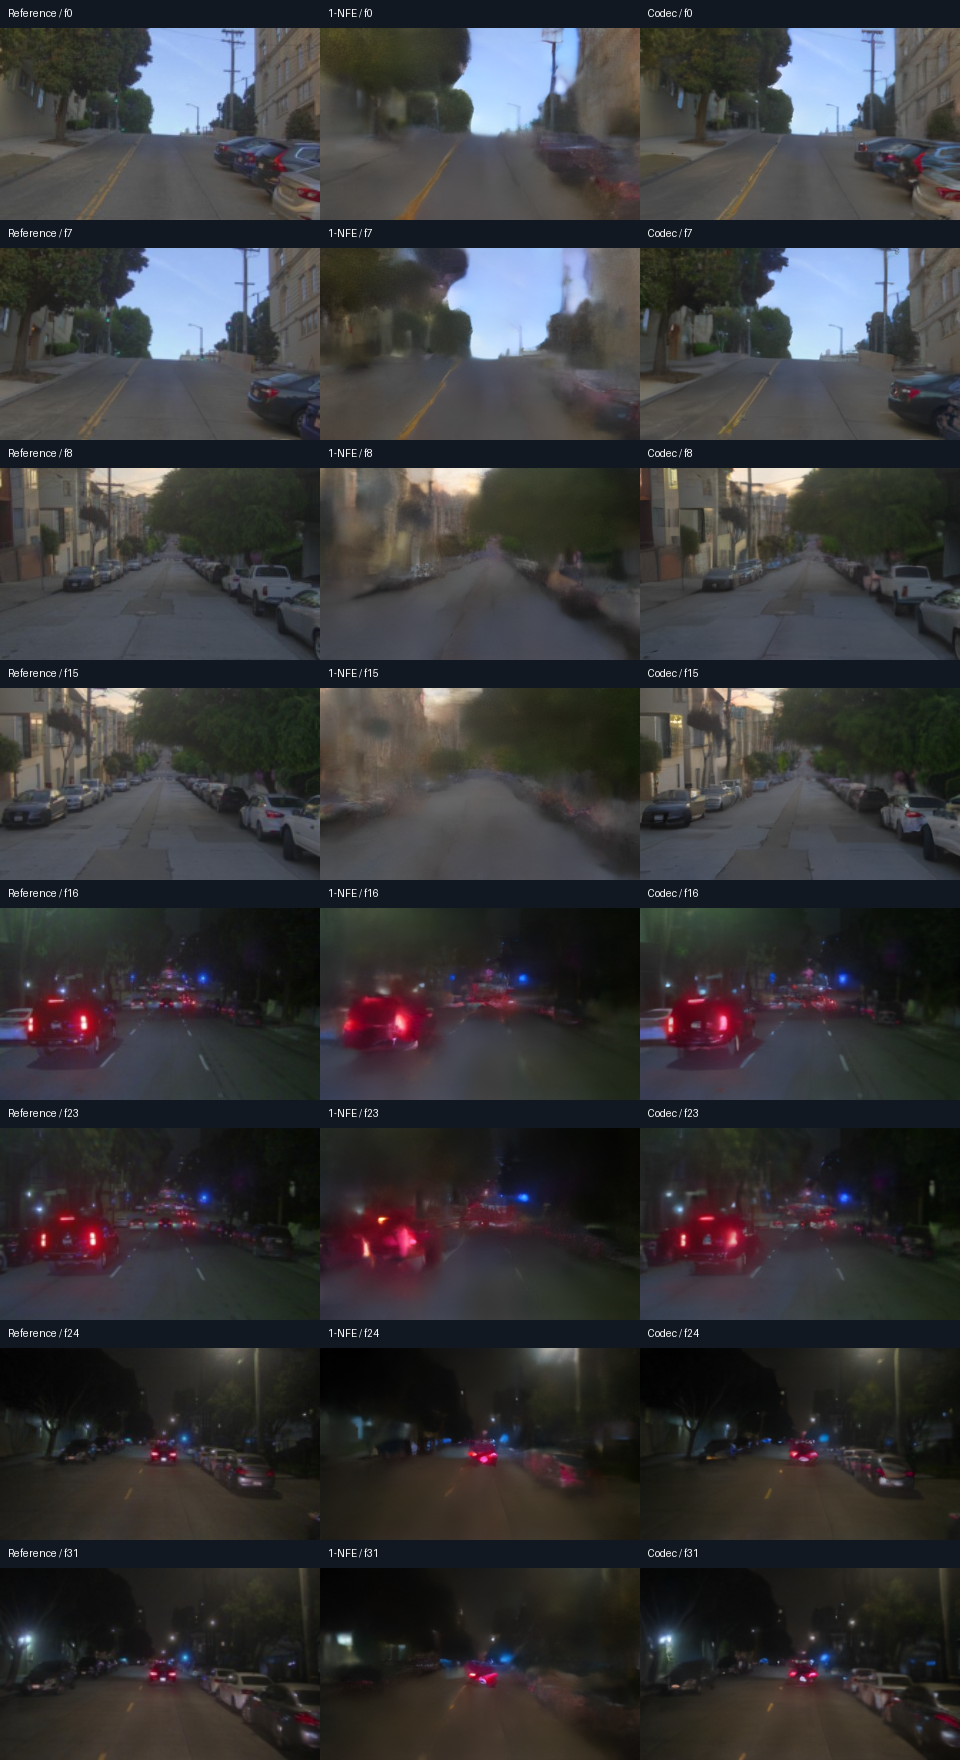 Reference / f0
1-NFE / f0
Codec / f0
Reference / f7
1-NFE / f7
Codec / f7
Reference / f8
1-NFE / f8
Codec / f8
Reference / f15
1-NFE / f15
Codec / f15
Reference / f16
1-NFE / f16
Codec / f16
Reference / f23
1-NFE / f23
Codec / f23
Reference / f24
1-NFE / f24
Codec / f24
Reference / f31
1-NFE / f31
Codec / f31